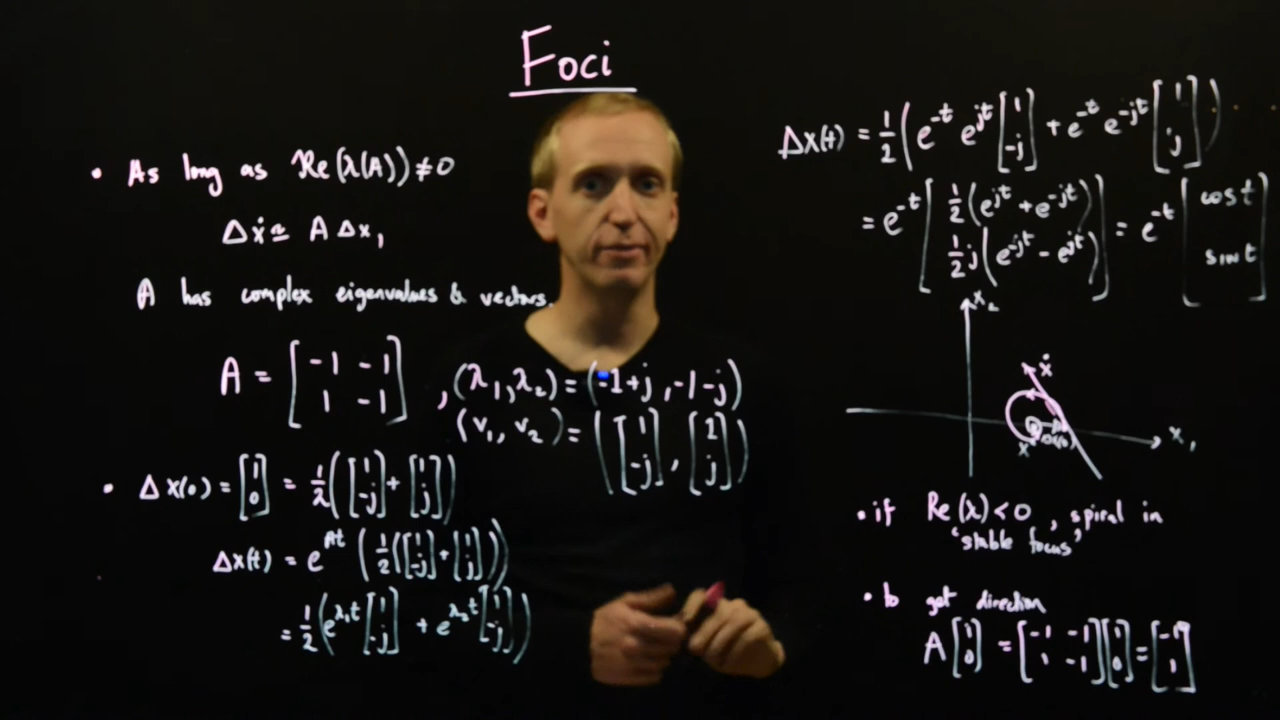 Foci
• As long as Re(λ(A)) ≠ 0
Δẋ ≃ A Δx,
A has complex eigenvalues & vectors.
A = [-1 -1; 1 -1], (λ₁, λ₂) = (-1+j, -1-j)
(v₁, v₂) = ([1; -j], [1; j])
• Δx(0) = [1; 0] = 1/2([1; -j] + [1; j])
Δx(t) = e^{At} (1/2([1; -j] + [1; j]))
= 1/2(e^{λ₁t}[1; -j] + e^{λ₂t}[1; -j])
Δx(t) = 1/2(e^{-t} e^{jt}[1; -j] + e^{-t} e^{-jt}[1; j])
= e^{-t}[1/2(e^{jt} + e^{-jt}); 1/2 j(e^{-jt} - e^{jt})] = e^{-t}[cos t; sin t]
x₂
ẋ
x₁
x*
Δx(0)
• if Re(λ) < 0, spiral in
'stable focus'
• to get direction
A[1; 0] = [-1 -1; 1 -1][1; 0] = [-1; 1]